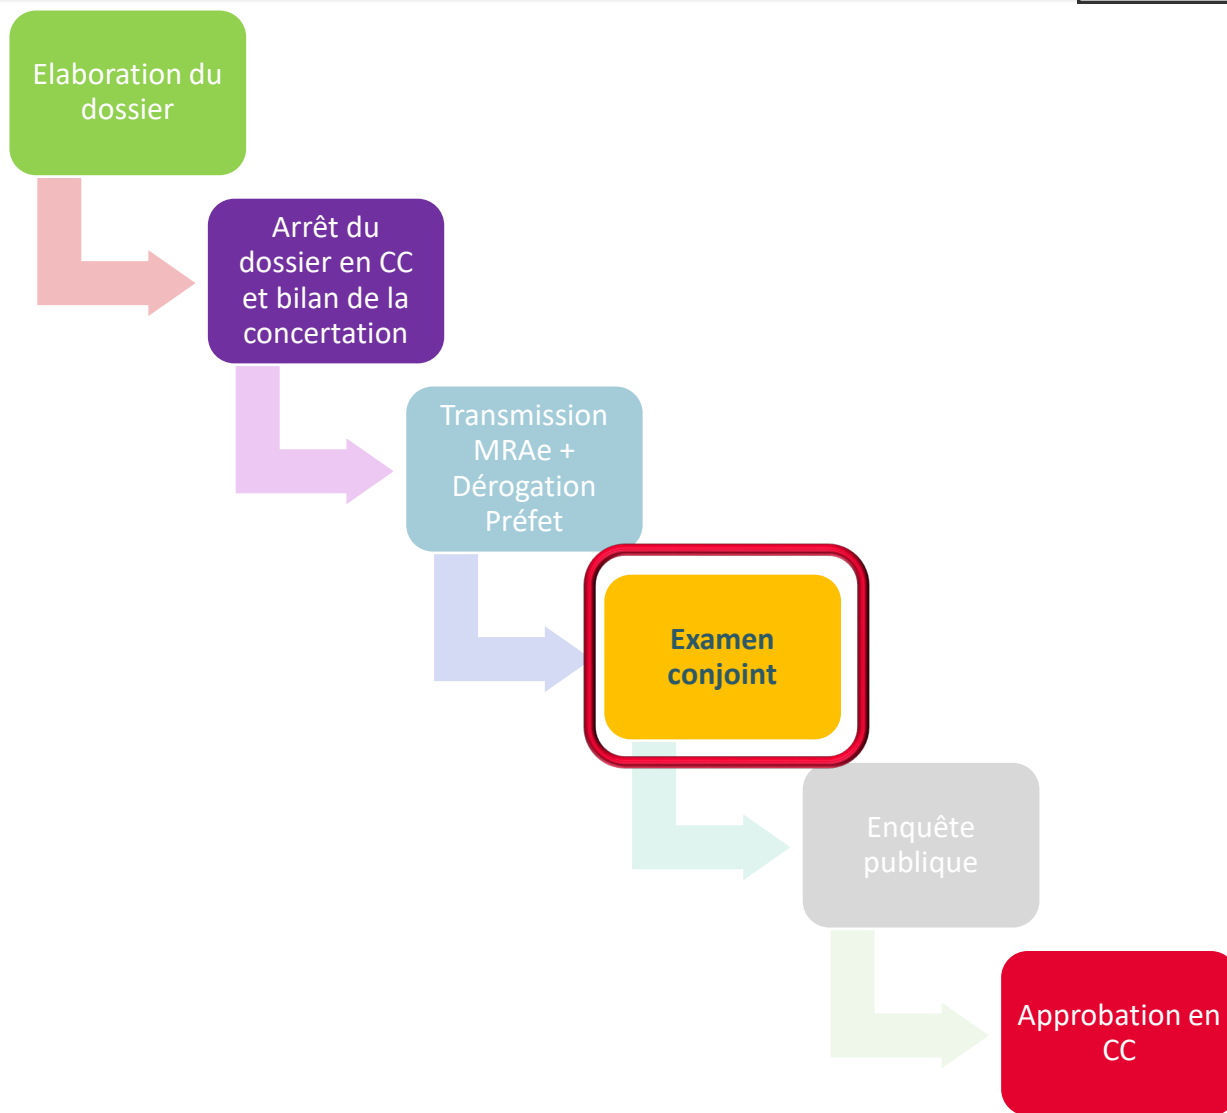 Elaboration du
dossier
Arrêt du
dossier en CC
et bilan de la
concertation
Transmission
MRAe +
Dérogation
Préfet
Examen
conjoint
Enquête
publique
Approbation en
CC